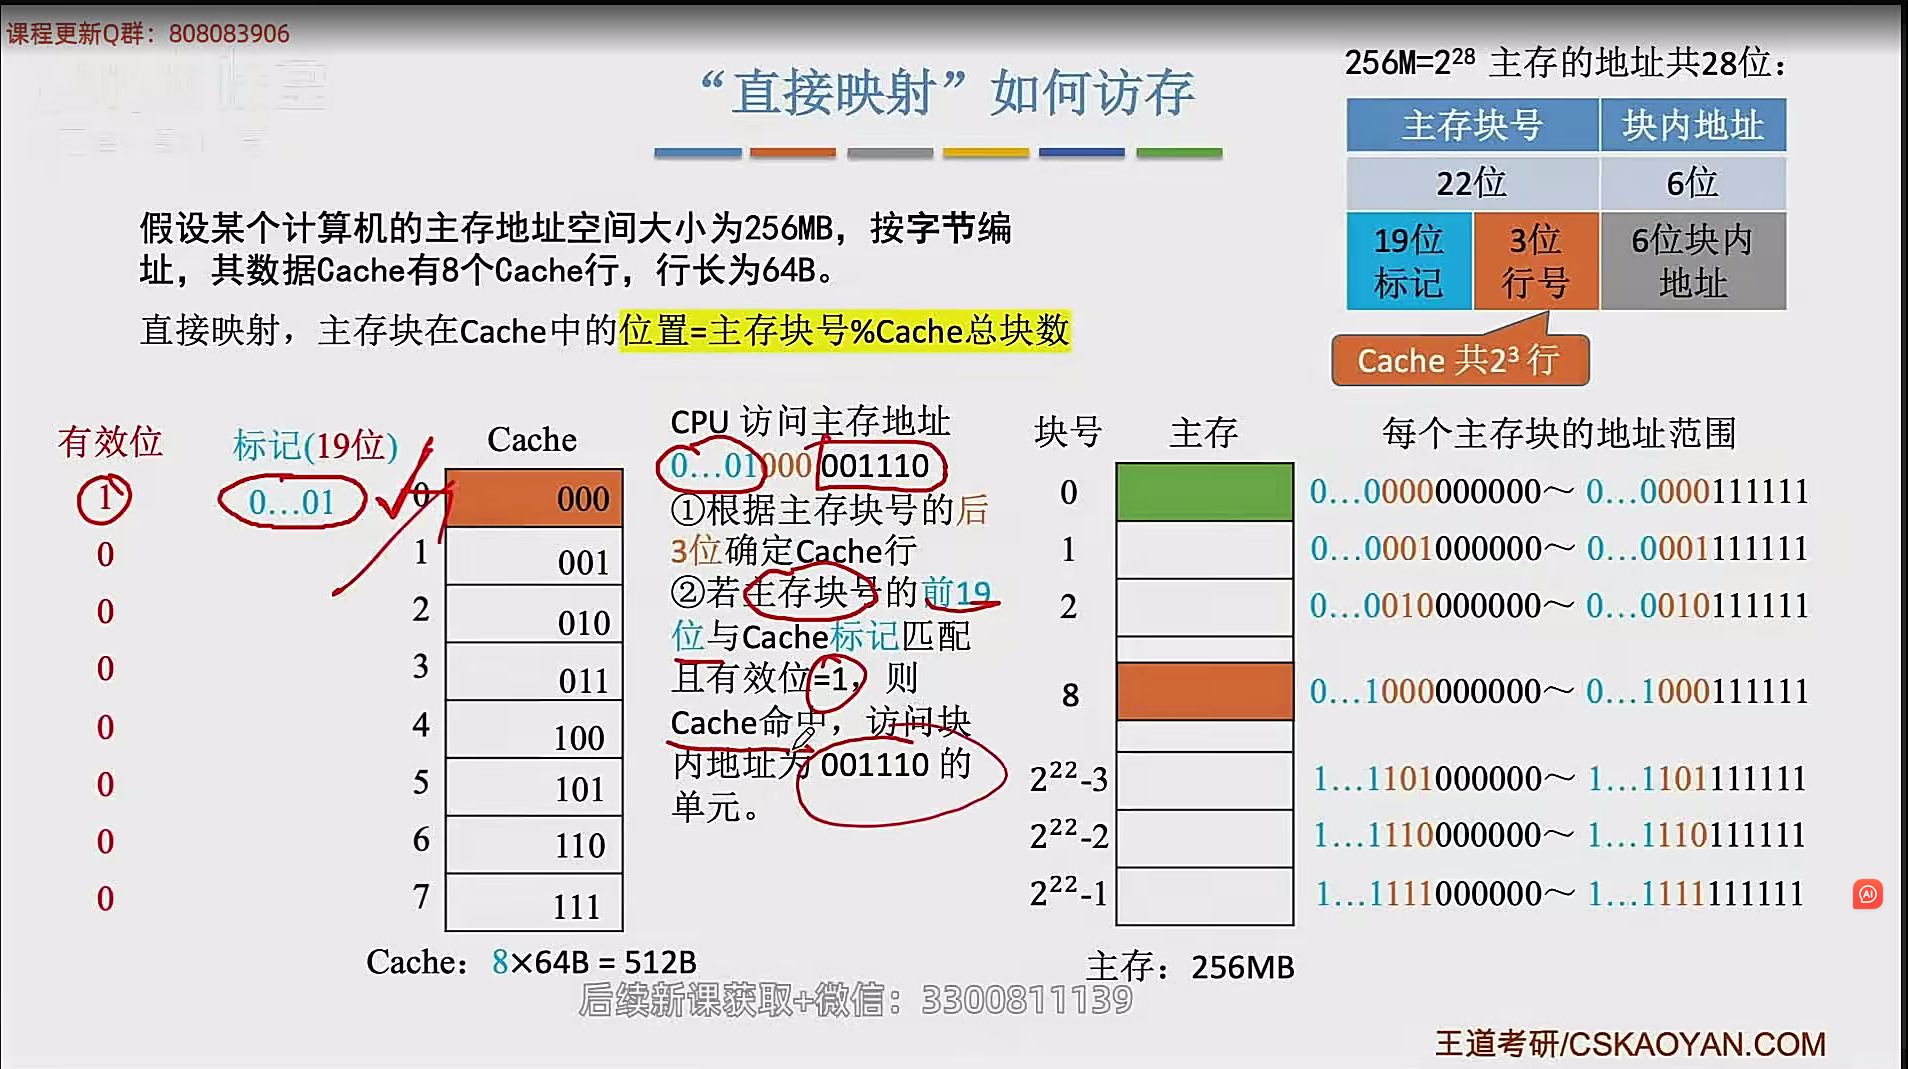 课程更新Q群：808083906
“直接映射”如何访存
256M=2²⁸ 主存的地址共28位：
主存块号 块内地址
22位 6位
19位标记 3位行号 6位块内地址
Cache 共2³ 行
假设某个计算机的主存地址空间大小为256MB，按字节编
址，其数据Cache有8个Cache行，行长为64B。
直接映射，主存块在Cache中的位置=主存块号%Cache总块数
有效位 标记(19位) Cache
1 0…01 0 000
0 1 001
0 2 010
0 3 011
0 4 100
0 5 101
0 6 110
0 7 111
Cache：8×64B = 512B
CPU 访问主存地址
0…01000 001110
①根据主存块号的后
3位确定Cache行
②若主存块号的前19
位与Cache标记匹配
且有效位=1，则
Cache命中，访问块
内地址为 001110 的
单元。
块号 主存 每个主存块的地址范围
0 0…0000000000～ 0…0000111111
1 0…0001000000～ 0…0001111111
2 0…0010000000～ 0…0010111111
8 0…1000000000～ 0…1000111111
2²²-3 1…1101000000～ 1…1101111111
2²²-2 1…1110000000～ 1…1110111111
2²²-1 1…1111000000～ 1…1111111111
主存：256MB
后续新课获取+微信：3300811139
王道考研/CSKAOYAN.COM
AI